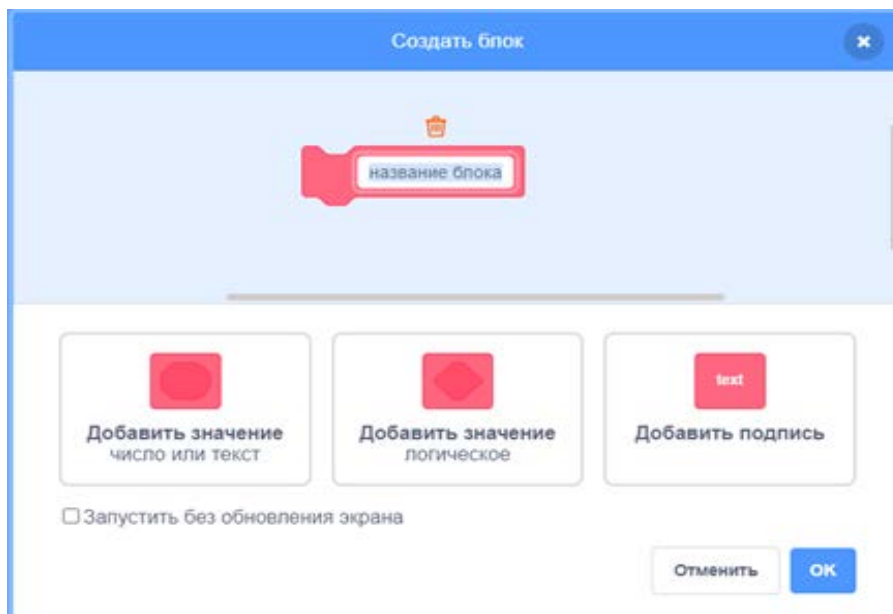 Создать блок
название блока
text
Добавить значение
число или текст
Добавить значение
логическое
Добавить подпись
Запустить без обновления экрана
Отменить
ОК